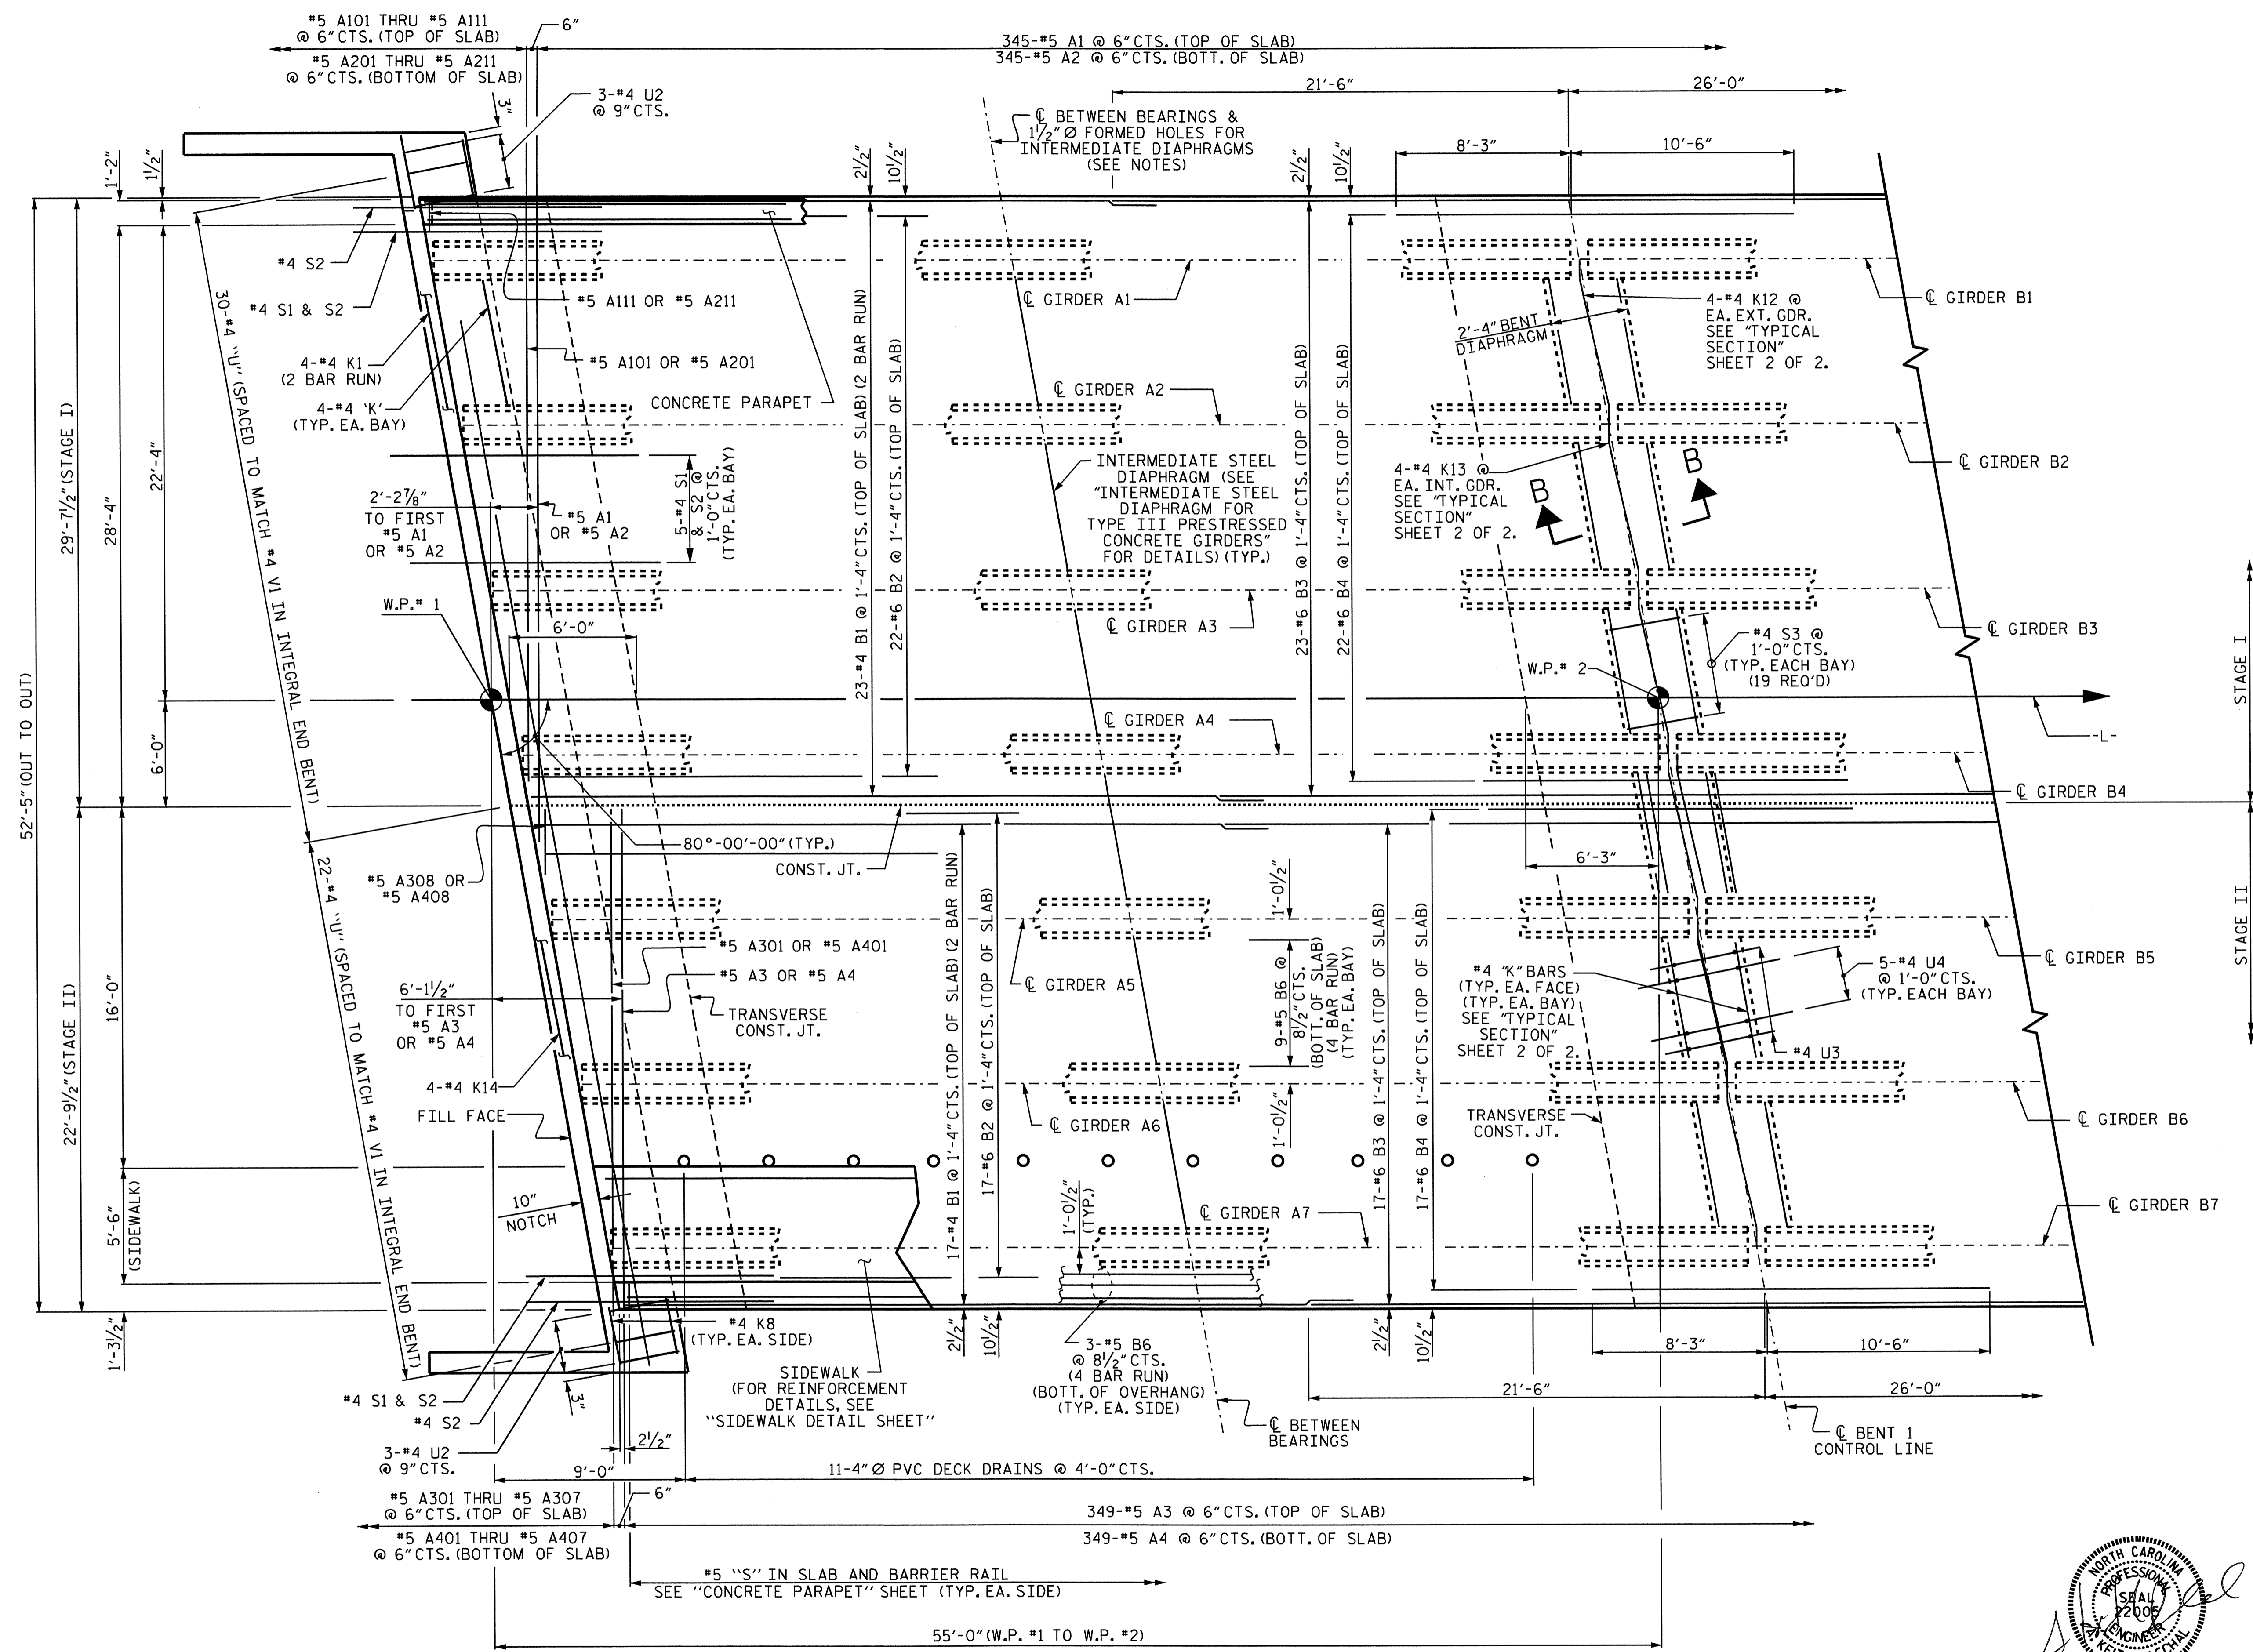 #5 A101 THRU #5 A111
@ 6" CTS. (TOP OF SLAB)
#5 A201 THRU #5 A211
@ 6" CTS. (BOTTOM OF SLAB)
6"
345-#5 A1 @ 6" CTS. (TOP OF SLAB)
345-#5 A2 @ 6" CTS. (BOTT. OF SLAB)
3"
3-#4 U2
@ 9" CTS.
21'-6"
26'-0"
℄ BETWEEN BEARINGS &
1½" Ø FORMED HOLES FOR
INTERMEDIATE DIAPHRAGMS
(SEE NOTES)
8'-3"
10'-6"
1'-2"
1½"
2½"
10½"
2½"
10½"
#4 S2
#4 S1 & S2
30-#4 "U" (SPACED TO MATCH #4 V1 IN INTEGRAL END BENT)
4-#4 K1
(2 BAR RUN)
4-#4 'K'
(TYP. EA. BAY)
#5 A111 OR #5 A211
#5 A101 OR #5 A201
CONCRETE PARAPET
℄ GIRDER A1
℄ GIRDER A2
℄ GIRDER A3
℄ GIRDER A4
2'-4" BENT
DIAPHRAGM
4-#4 K12 @
EA. EXT. GDR.
SEE "TYPICAL
SECTION"
SHEET 2 OF 2.
℄ GIRDER B1
℄ GIRDER B2
℄ GIRDER B3
℄ GIRDER B4
52'-5" (OUT TO OUT)
29'-7½" (STAGE I)
28'-4"
22'-4"
6'-0"
23-#4 B1 @ 1'-4" CTS. (TOP OF SLAB) (2 BAR RUN)
22-#6 B2 @ 1'-4" CTS. (TOP OF SLAB)
23-#6 B3 @ 1'-4" CTS. (TOP OF SLAB)
22-#6 B4 @ 1'-4" CTS. (TOP OF SLAB)
INTERMEDIATE STEEL
DIAPHRAGM (SEE
"INTERMEDIATE STEEL
DIAPHRAGM FOR
TYPE III PRESTRESSED
CONCRETE GIRDERS"
FOR DETAILS) (TYP.)
4-#4 K13 @
EA. INT. GDR.
SEE "TYPICAL
SECTION"
SHEET 2 OF 2.
B
B
2'-2⅞"
TO FIRST
#5 A1
OR #5 A2
#5 A1
OR #5 A2
5-#4 S1
& S2 @
1'-0" CTS.
(TYP. EA. BAY)
W.P.# 1
6'-0"
#4 S3 @
1'-0" CTS.
(TYP. EACH BAY)
(19 REQ'D)
W.P.# 2
-L-
STAGE I
STAGE II
80°-00'-00" (TYP.)
CONST. JT.
#5 A308 OR
#5 A408
6'-3"
22'-9½" (STAGE II)
16'-0"
22-#4 "U" (SPACED TO MATCH #4 V1 IN INTEGRAL END BENT)
#5 A301 OR #5 A401
#5 A3 OR #5 A4
6'-1½"
TO FIRST
#5 A3
OR #5 A4
TRANSVERSE
CONST. JT.
℄ GIRDER A5
17-#4 B1 @ 1'-4" CTS. (TOP OF SLAB) (2 BAR RUN)
17-#6 B2 @ 1'-4" CTS. (TOP OF SLAB)
1'-0½"
9-#5 B6 @
8½" CTS.
(BOTT. OF SLAB)
(4 BAR RUN)
(TYP. EA. BAY)
1'-0½"
17-#6 B3 @ 1'-4" CTS. (TOP OF SLAB)
17-#6 B4 @ 1'-4" CTS. (TOP OF SLAB)
#4 "K" BARS
(TYP. EA. FACE)
(TYP. EA. BAY)
SEE "TYPICAL
SECTION"
SHEET 2 OF 2.
5-#4 U4
@ 1'-0" CTS.
(TYP. EACH BAY)
#4 U3
℄ GIRDER B5
4-#4 K14
FILL FACE
℄ GIRDER A6
TRANSVERSE
CONST. JT.
℄ GIRDER B6
5'-6"
(SIDEWALK)
10"
NOTCH
1'-0½"
(TYP.)
℄ GIRDER A7
℄ GIRDER B7
1'-3½"
#4 K8
(TYP. EA. SIDE)
SIDEWALK
(FOR REINFORCEMENT
DETAILS, SEE
"SIDEWALK DETAIL SHEET"
2½"
10½"
3-#5 B6
@ 8½" CTS.
(4 BAR RUN)
(BOTT. OF OVERHANG)
(TYP. EA. SIDE)
2½"
10½"
8'-3"
10'-6"
21'-6"
26'-0"
#4 S1 & S2
#4 S2
3-#4 U2
@ 9" CTS.
3"
2½"
℄ BETWEEN
BEARINGS
℄ BENT 1
CONTROL LINE
9'-0"
11-4" Ø PVC DECK DRAINS @ 4'-0" CTS.
#5 A301 THRU #5 A307
@ 6" CTS. (TOP OF SLAB)
#5 A401 THRU #5 A407
@ 6" CTS. (BOTTOM OF SLAB)
6"
349-#5 A3 @ 6" CTS. (TOP OF SLAB)
349-#5 A4 @ 6" CTS. (BOTT. OF SLAB)
#5 "S" IN SLAB AND BARRIER RAIL
SEE "CONCRETE PARAPET" SHEET (TYP. EA. SIDE)
55'-0" (W.P. #1 TO W.P. #2)
NORTH CAROLINA
PROFESSIONAL
SEAL
22005
ENGINEER